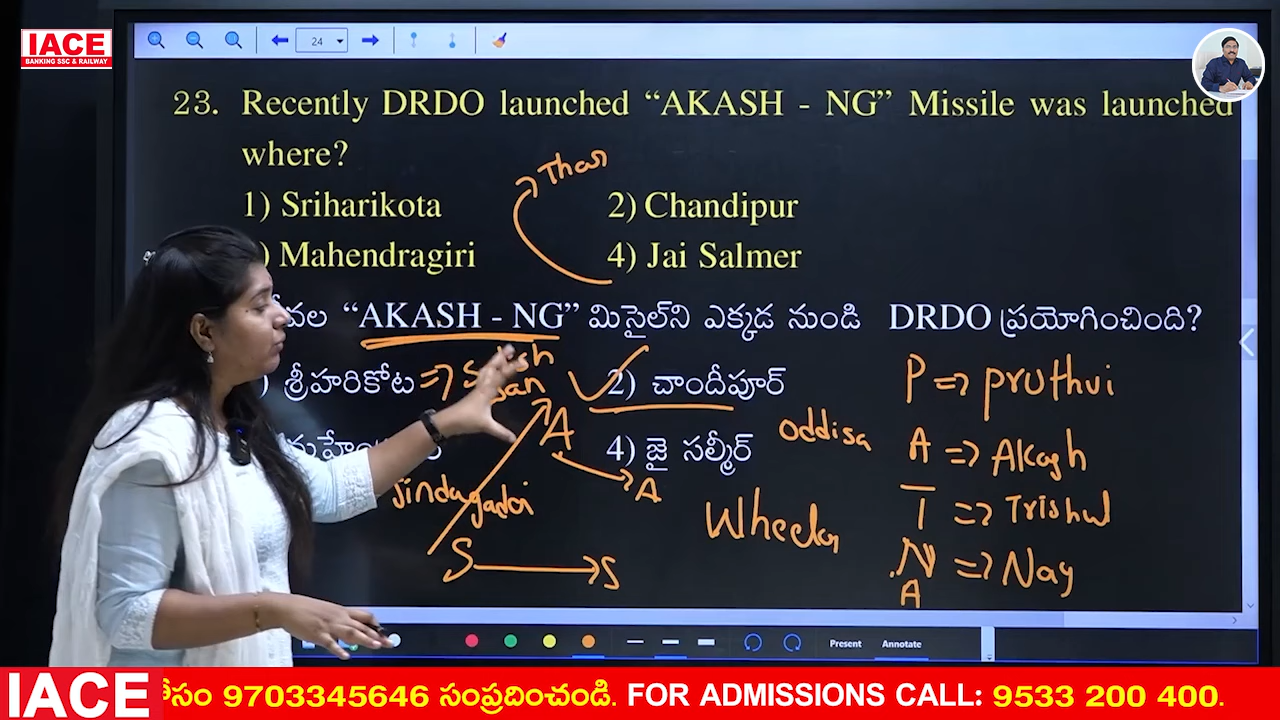 IACE
BANKING SSC & RAILWAY
24
23. Recently DRDO launched “AKASH - NG” Missile was launched
where?
Thar
1) Sriharikota 2) Chandipur
) Mahendragiri 4) Jai Salmer
“AKASH - NG” మిసైల్‌ని ఎక్కడ నుండి DRDO ప్రయోగించింది?
శ్రీహరికోట 2) చాందీపూర్
4) జై సల్మీర్
P => pruthvi
oddisa
A => Akash
T => Trishul
N => Nag
A
A
A
S S
Present Annotate
IACE
9703345646 సంప్రదించండి. FOR ADMISSIONS CALL: 9533 200 400.